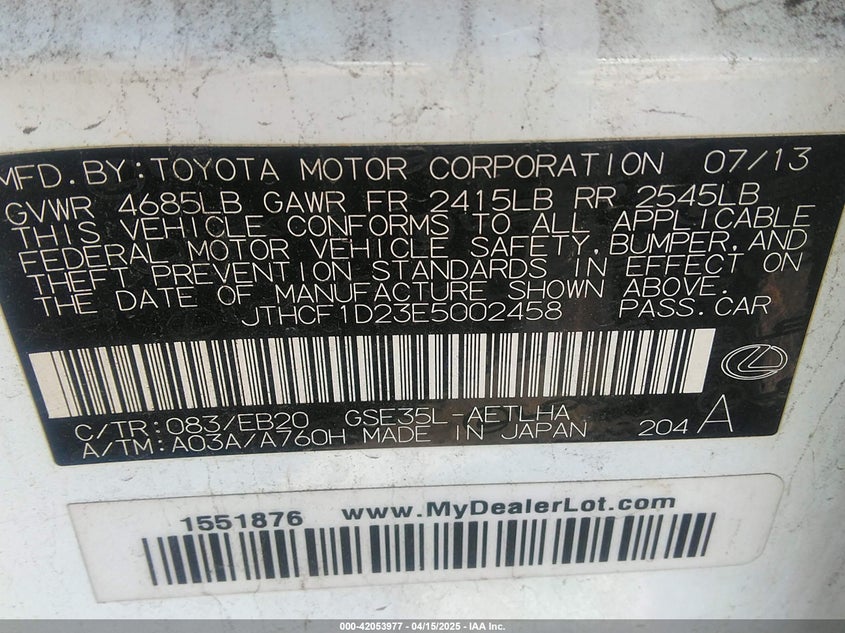 MFD.BY:TOYOTA MOTOR CORPORATION 07/13
GVWR 4685LB GAWR FR 2415LB RR 2545LB
THIS VEHICLE CONFORMS TO ALL APPLICABLE
FEDERAL MOTOR VEHICLE SAFETY,BUMPER,AND
THEFT PREVENTION STANDARDS IN EFFECT ON
THE DATE OF MANUFACTURE SHOWN ABOVE.
JTHCF1D23E5002458 PASS.CAR
C/TR:083/EB20 GSE35L-AETLHA
A/TM:A03A/A760H MADE IN JAPAN 204 A
1551876 www.MyDealerLot.com
000-42053977 | 04/15/2025 - IAA Inc.